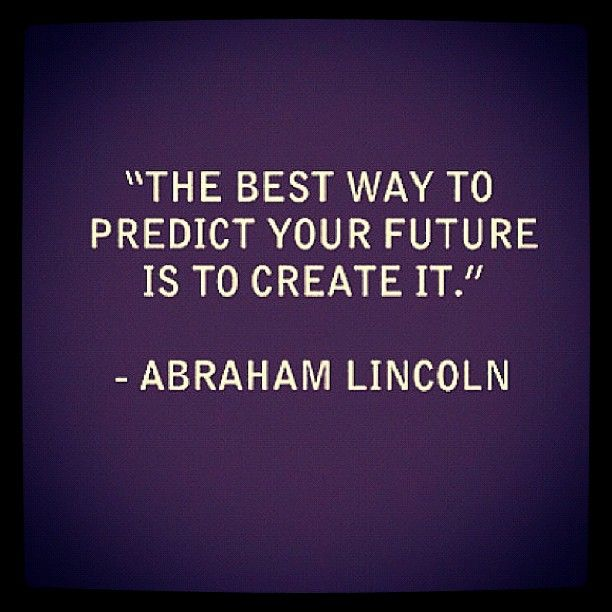 “THE BEST WAY TO
PREDICT YOUR FUTURE
IS TO CREATE IT.”
- ABRAHAM LINCOLN